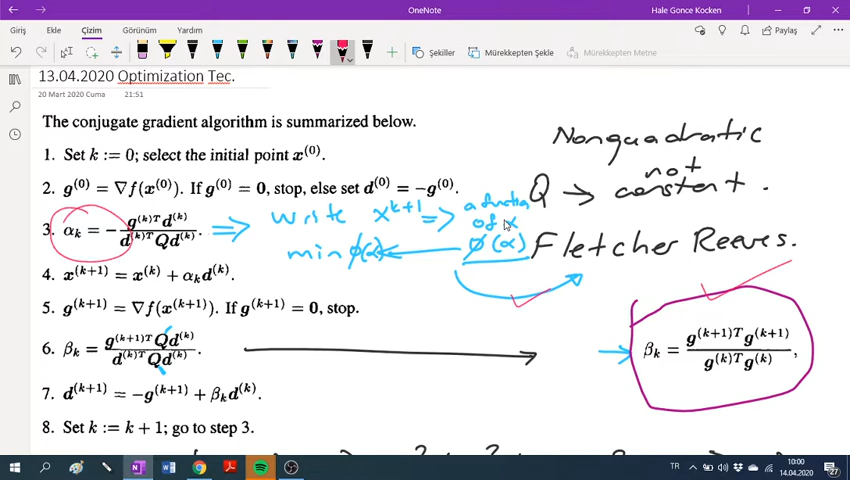 OneNote
Hale Gonce Kocken
Giriş Ekle Çizim Görünüm Yardım
Paylaş
Şekiller Mürekkepten Şekle Mürekkepten Metne
13.04.2020 Optimization Tec.
20 Mart 2020 Cuma 21:51
The conjugate gradient algorithm is summarized below.
1. Set k := 0; select the initial point x^(0).
2. g^(0) = ∇f(x^(0)). If g^(0) = 0, stop, else set d^(0) = −g^(0).
3. α_k = − g^(k)T d^(k) / d^(k)T Q d^(k).
⇒ write x^k+1 ⇒ a function
of α
min φ(α) ← φ(α)
4. x^(k+1) = x^(k) + α_k d^(k).
5. g^(k+1) = ∇f(x^(k+1)). If g^(k+1) = 0, stop.
6. β_k = g^(k+1)T Q d^(k) / d^(k)T Q d^(k).
7. d^(k+1) = −g^(k+1) + β_k d^(k).
8. Set k := k + 1; go to step 3.
Nonquadratic
Q → not
constant.
Fletcher Reeves.
β_k = g^(k+1)T g^(k+1) / g^(k)T g^(k),
TR
10:00
14.04.2020
27